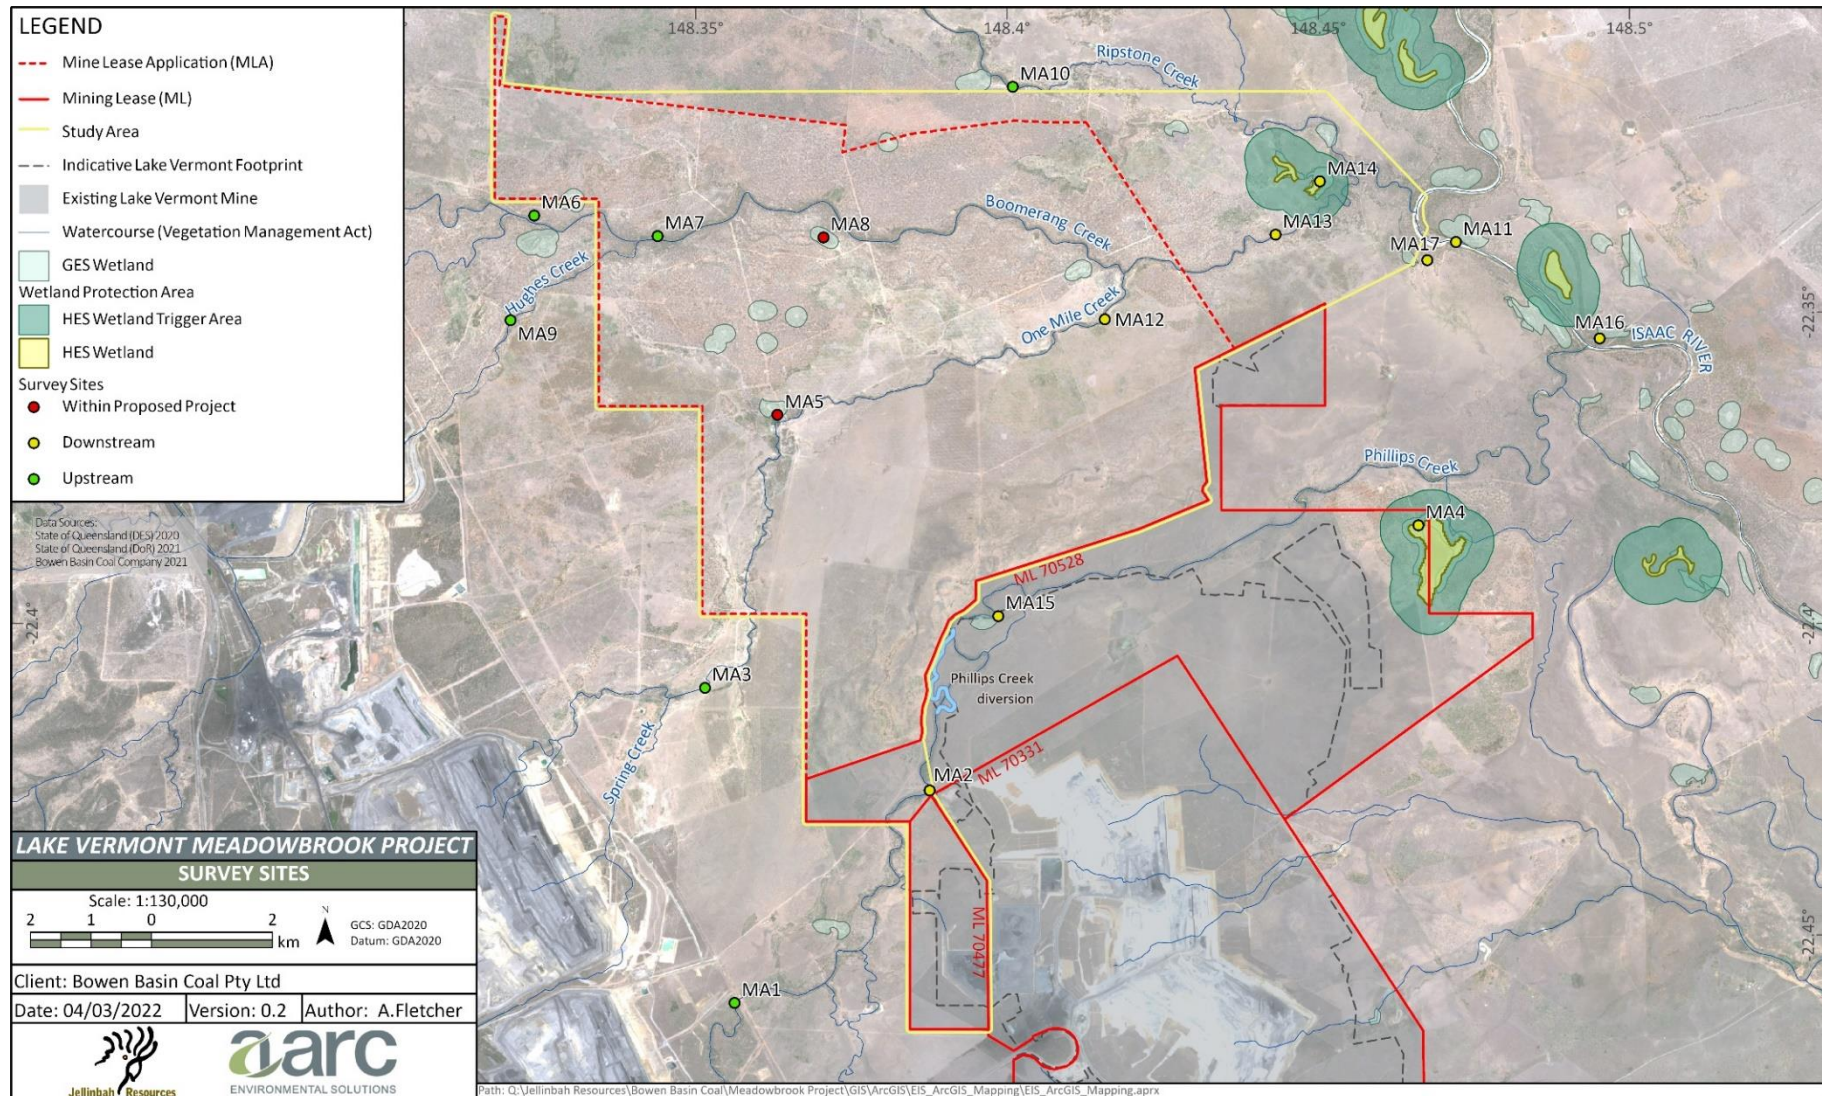 LEGEND
Mine Lease Application (MLA)
Mining Lease (ML)
Study Area
Indicative Lake Vermont Footprint
Existing Lake Vermont Mine
Watercourse (Vegetation Management Act)
GES Wetland
Wetland Protection Area
HES Wetland Trigger Area
HES Wetland
Survey Sites
Within Proposed Project
Downstream
Upstream
Data Sources:
State of Queensland (DES) 2020
State of Queensland (DoR) 2021
Bowen Basin Coal Company 2021
148.35°
148.4°
148.45°
148.5°
Ripstone Creek
MA10
MA14
MA6
MA7
MA8
Boomerang Creek
MA13
MA11
MA17
Hughes Creek
MA9
One Mile Creek
MA12
MA16
ISAAC RIVER
-22.35°
MA5
Phillips Creek
MA4
ML 70528
MA15
-22.4°
-22.4°
MA3
Phillips Creek
diversion
Spring Creek
MA2
ML 70331
ML 70477
-22.45°
MA1
LAKE VERMONT MEADOWBROOK PROJECT
SURVEY SITES
Scale: 1:130,000
2 1 0 2
km
N
GCS: GDA2020
Datum: GDA2020
Client: Bowen Basin Coal Pty Ltd
Date: 04/03/2022 Version: 0.2 Author: A.Fletcher
Jellinbah Resources
aarc
ENVIRONMENTAL SOLUTIONS
Path: Q:\Jellinbah Resources\Bowen Basin Coal\Meadowbrook Project\GIS\ArcGIS\EIS_ArcGIS_Mapping\EIS_ArcGIS_Mapping.aprx